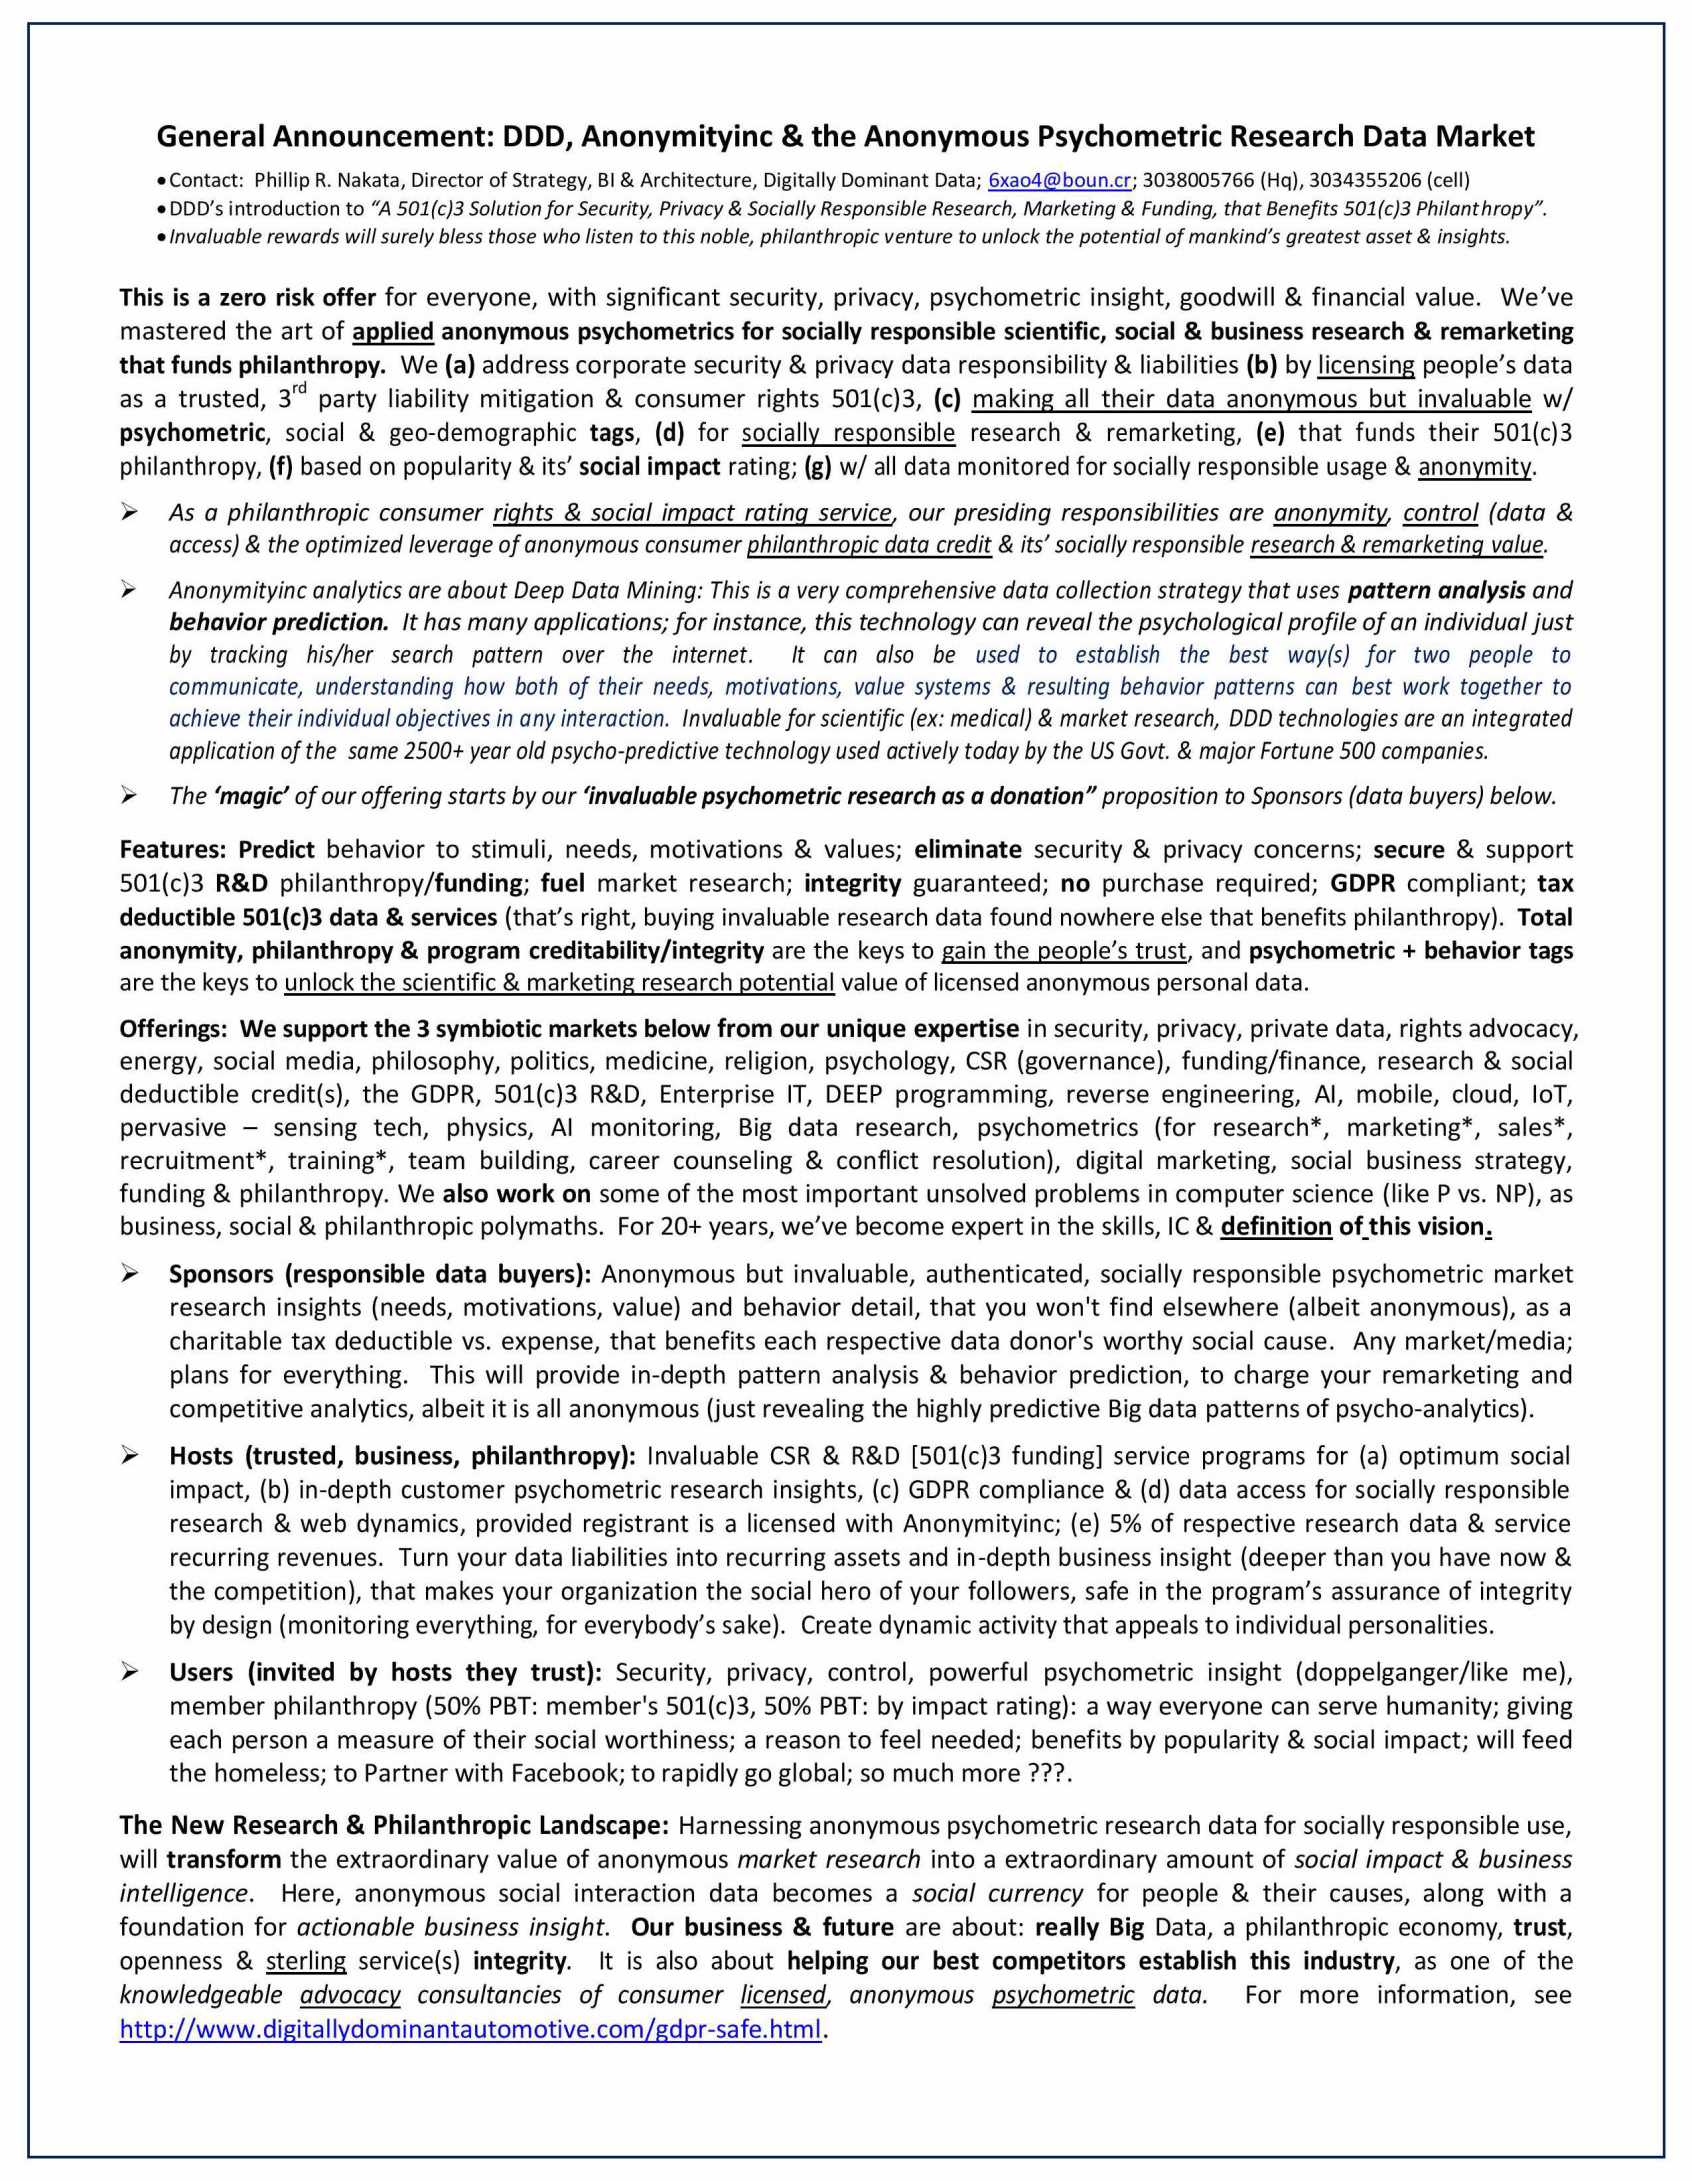 General Announcement: DDD, Anonymityinc & the Anonymous Psychometric Research Data Market
• Contact: Phillip R. Nakata, Director of Strategy, BI & Architecture, Digitally Dominant Data; 6xao4@boun.cr; 3038005766 (Hq), 3034355206 (cell)
• DDD's introduction to "A 501(c)3 Solution for Security, Privacy & Socially Responsible Research, Marketing & Funding, that Benefits 501(c)3 Philanthropy".
• Invaluable rewards will surely bless those who listen to this noble, philanthropic venture to unlock the potential of mankind's greatest asset & insights.
This is a zero risk offer for everyone, with significant security, privacy, psychometric insight, goodwill & financial value. We've
mastered the art of applied anonymous psychometrics for socially responsible scientific, social & business research & remarketing
that funds philanthropy. We (a) address corporate security & privacy data responsibility & liabilities (b) by licensing people's data
as a trusted, 3rd party liability mitigation & consumer rights 501(c)3, (c) making all their data anonymous but invaluable w/
psychometric, social & geo-demographic tags, (d) for socially responsible research & remarketing, (e) that funds their 501(c)3
philanthropy, (f) based on popularity & its' social impact rating; (g) w/ all data monitored for socially responsible usage & anonymity.
➢ As a philanthropic consumer rights & social impact rating service, our presiding responsibilities are anonymity, control (data &
access) & the optimized leverage of anonymous consumer philanthropic data credit & its' socially responsible research & remarketing value.
➢ Anonymityinc analytics are about Deep Data Mining: This is a very comprehensive data collection strategy that uses pattern analysis and
behavior prediction. It has many applications; for instance, this technology can reveal the psychological profile of an individual just
by tracking his/her search pattern over the internet. It can also be used to establish the best way(s) for two people to
communicate, understanding how both of their needs, motivations, value systems & resulting behavior patterns can best work together to
achieve their individual objectives in any interaction. Invaluable for scientific (ex: medical) & market research, DDD technologies are an integrated
application of the same 2500+ year old psycho-predictive technology used actively today by the US Govt. & major Fortune 500 companies.
➢ The 'magic' of our offering starts by our 'invaluable psychometric research as a donation" proposition to Sponsors (data buyers) below.
Features: Predict behavior to stimuli, needs, motivations & values; eliminate security & privacy concerns; secure & support
501(c)3 R&D philanthropy/funding; fuel market research; integrity guaranteed; no purchase required; GDPR compliant; tax
deductible 501(c)3 data & services (that's right, buying invaluable research data found nowhere else that benefits philanthropy). Total
anonymity, philanthropy & program creditability/integrity are the keys to gain the people's trust, and psychometric + behavior tags
are the keys to unlock the scientific & marketing research potential value of licensed anonymous personal data.
Offerings: We support the 3 symbiotic markets below from our unique expertise in security, privacy, private data, rights advocacy,
energy, social media, philosophy, politics, medicine, religion, psychology, CSR (governance), funding/finance, research & social
deductible credit(s), the GDPR, 501(c)3 R&D, Enterprise IT, DEEP programming, reverse engineering, AI, mobile, cloud, IoT,
pervasive – sensing tech, physics, AI monitoring, Big data research, psychometrics (for research*, marketing*, sales*,
recruitment*, training*, team building, career counseling & conflict resolution), digital marketing, social business strategy,
funding & philanthropy. We also work on some of the most important unsolved problems in computer science (like P vs. NP), as
business, social & philanthropic polymaths. For 20+ years, we've become expert in the skills, IC & definition of this vision.
➢ Sponsors (responsible data buyers): Anonymous but invaluable, authenticated, socially responsible psychometric market
research insights (needs, motivations, value) and behavior detail, that you won't find elsewhere (albeit anonymous), as a
charitable tax deductible vs. expense, that benefits each respective data donor's worthy social cause. Any market/media;
plans for everything. This will provide in-depth pattern analysis & behavior prediction, to charge your remarketing and
competitive analytics, albeit it is all anonymous (just revealing the highly predictive Big data patterns of psycho-analytics).
➢ Hosts (trusted, business, philanthropy): Invaluable CSR & R&D [501(c)3 funding] service programs for (a) optimum social
impact, (b) in-depth customer psychometric research insights, (c) GDPR compliance & (d) data access for socially responsible
research & web dynamics, provided registrant is a licensed with Anonymityinc; (e) 5% of respective research data & service
recurring revenues. Turn your data liabilities into recurring assets and in-depth business insight (deeper than you have now &
the competition), that makes your organization the social hero of your followers, safe in the program's assurance of integrity
by design (monitoring everything, for everybody's sake). Create dynamic activity that appeals to individual personalities.
➢ Users (invited by hosts they trust): Security, privacy, control, powerful psychometric insight (doppelganger/like me),
member philanthropy (50% PBT: member's 501(c)3, 50% PBT: by impact rating): a way everyone can serve humanity; giving
each person a measure of their social worthiness; a reason to feel needed; benefits by popularity & social impact; will feed
the homeless; to Partner with Facebook; to rapidly go global; so much more ???.
The New Research & Philanthropic Landscape: Harnessing anonymous psychometric research data for socially responsible use,
will transform the extraordinary value of anonymous market research into a extraordinary amount of social impact & business
intelligence. Here, anonymous social interaction data becomes a social currency for people & their causes, along with a
foundation for actionable business insight. Our business & future are about: really Big Data, a philanthropic economy, trust,
openness & sterling service(s) integrity. It is also about helping our best competitors establish this industry, as one of the
knowledgeable advocacy consultancies of consumer licensed, anonymous psychometric data. For more information, see
http://www.digitallydominantautomotive.com/gdpr-safe.html.